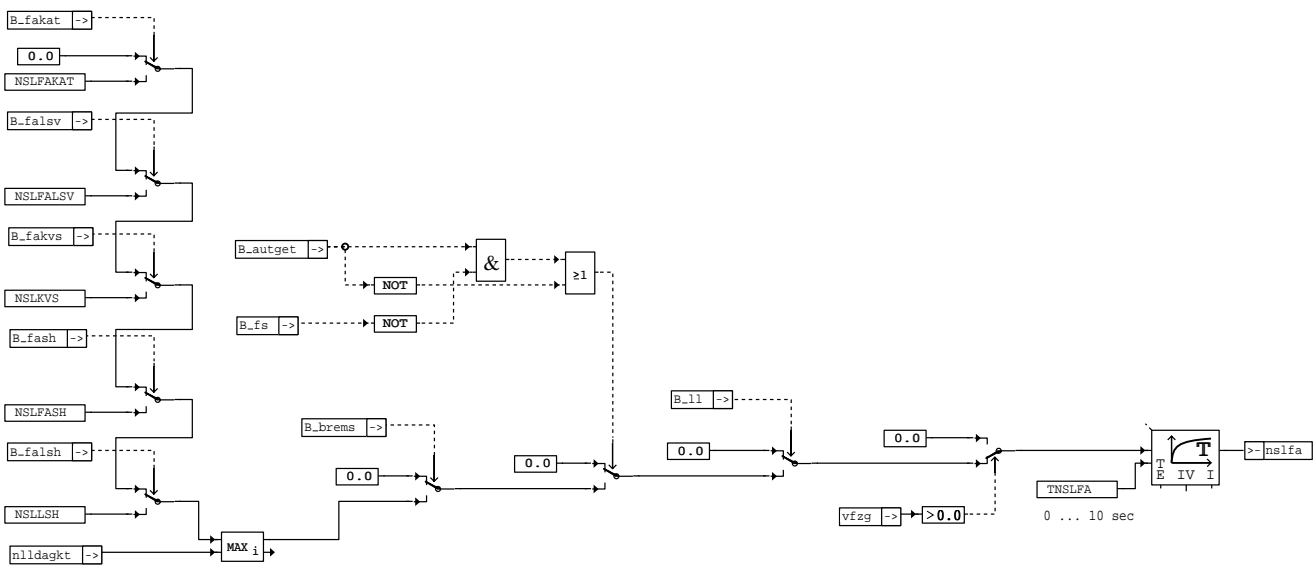 B_fakat ->
0.0
NSLFAKAT
B_falsv ->
NSLFALSV
B_fakvs ->
NSLKVS
B_fash ->
NSLFASH
B_falsh ->
NSLLSH
nlldagkt ->
MAX i
B_autget ->
NOT
&
≥1
B_fs ->
NOT
B_brems ->
0.0
0.0
B_ll ->
0.0
0.0
vfzg ->
>0.0
T
T
E IV I
TNSLFA
0 ... 10 sec
>- nslfa